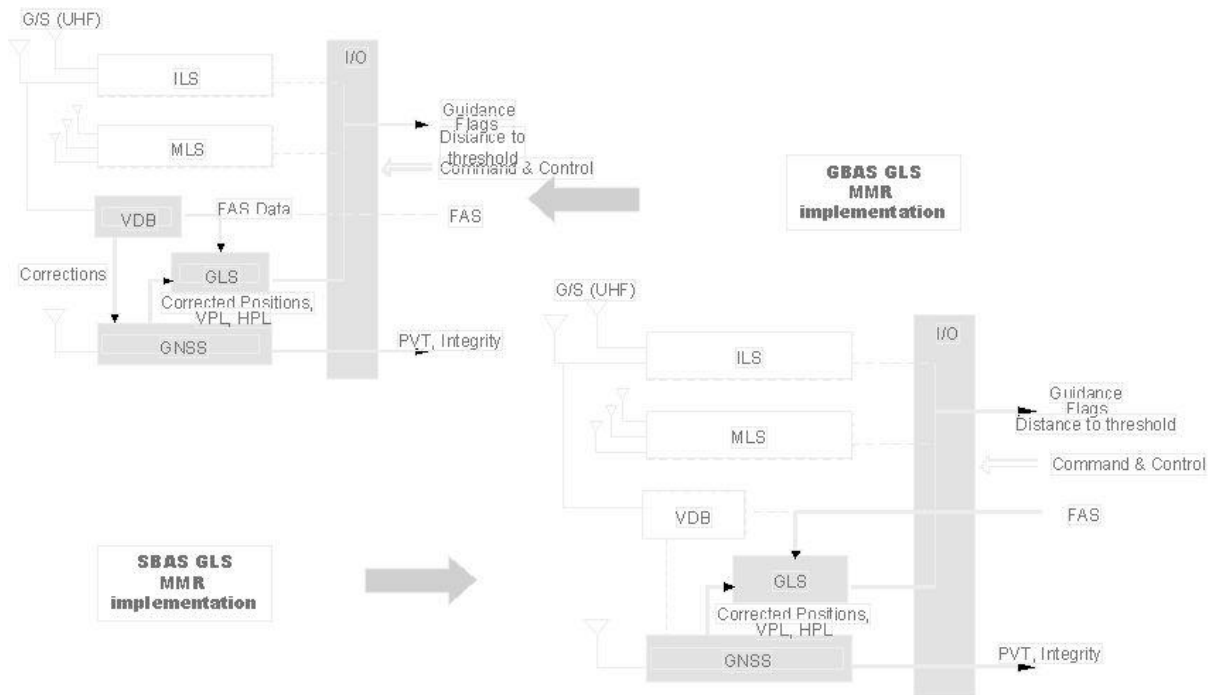 G/S (UHF)
I/O
ILS
Guidance
Flags
Distance to
threshold
MLS
Command & Control
VDB
FAS Data
FAS
GLS
Corrections
Corrected Positions,
VPL, HPL
GNSS
PVT, Integrity
GBAS GLS
MMR
implementation
G/S (UHF)
I/O
ILS
Guidance
Flags
Distance to threshold
MLS
Command & Control
VDB
FAS
SBAS GLS
MMR
implementation
GLS
Corrected Positions,
VPL, HPL
GNSS
PVT, Integrity